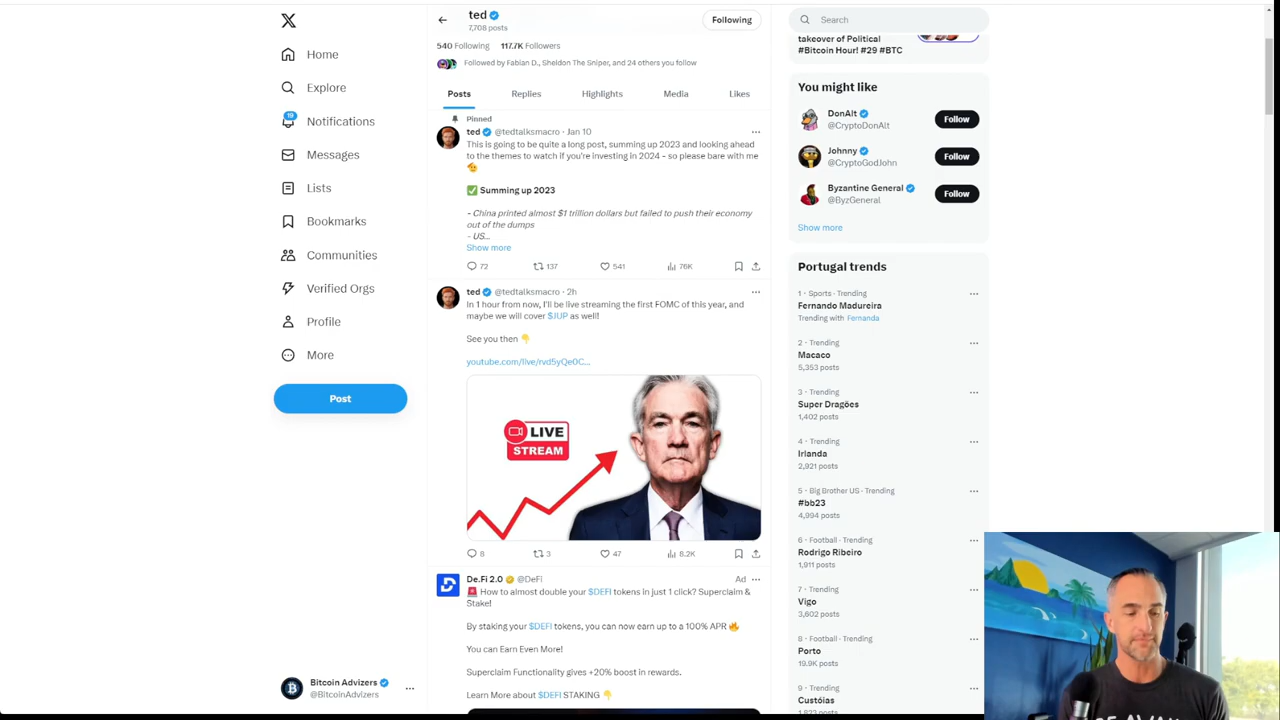 Home
Explore
19
Notifications
Messages
Lists
Bookmarks
Communities
Verified Orgs
Profile
More
Post
Bitcoin Advizers
@BitcoinAdvizers
ted
7,708 posts
Following
540 Following 117.7K Followers
Followed by Fabian D., Sheldon The Sniper, and 24 others you follow
Posts Replies Highlights Media Likes
Pinned
ted @tedtalksmacro · Jan 10
This is going to be quite a long post, summing up 2023 and looking ahead
to the themes to watch if you're investing in 2024 - so please bare with me
Summing up 2023
- China printed almost $1 trillion dollars but failed to push their economy
out of the dumps
- US...
Show more
72 137 541 76K
ted @tedtalksmacro · 2h
In 1 hour from now, I'll be live streaming the first FOMC of this year, and
maybe we will cover $JUP as well!
See you then
youtube.com/live/rvd5yQe0C...
LIVE
STREAM
8 3 47 8.2K
De.Fi 2.0 @DeFi Ad
How to almost double your $DEFI tokens in just 1 click? Superclaim &
Stake!
By staking your $DEFI tokens, you can now earn up to a 100% APR
You can Earn Even More!
Superclaim Functionality gives +20% boost in rewards.
Learn More about $DEFI STAKING
Search
takeover of Political
#Bitcoin Hour! #29 #BTC
You might like
DonAlt
@CryptoDonAlt
Follow
Johnny
@CryptoGodJohn
Follow
Byzantine General
@ByzGeneral
Follow
Show more
Portugal trends
1 · Sports · Trending
Fernando Madureira
Trending with Fernanda
2 · Trending
Macaco
5,353 posts
3 · Trending
Super Dragões
1,402 posts
4 · Trending
Irlanda
2,921 posts
5 · Big Brother US · Trending
#bb23
4,994 posts
6 · Football · Trending
Rodrigo Ribeiro
1,911 posts
7 · Trending
Vigo
3,602 posts
8 · Football · Trending
Porto
19.9K posts
9 · Trending
Custóias